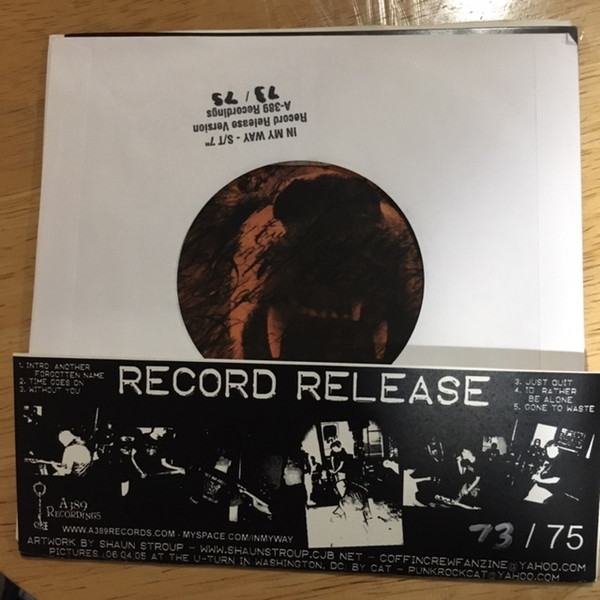 IN MY WAY - S/T 7"
Record Release Version
A-389 Recordings
73 / 75
RECORD RELEASE
1. INTRO: ANOTHER
FORGOTTEN NAME
2. TIME GOES ON
3. WITHOUT YOU
3. JUST QUIT
4. I'D RATHER
BE ALONE
5. GONE TO WASTE
A389
RECORDINGS
WWW.A389RECORDS.COM - MYSPACE.COM/INMYWAY
73 / 75
ARTWORK BY SHAUN STROUP - WWW.SHAUNSTROUP.CJB.NET - COFFINCREWFANZINE@YAHOO.COM
PICTURES .06.04.05 AT THE U-TURN IN WASHINGTON, DC. BY CAT - PUNKROCKCAT@YAHOO.COM